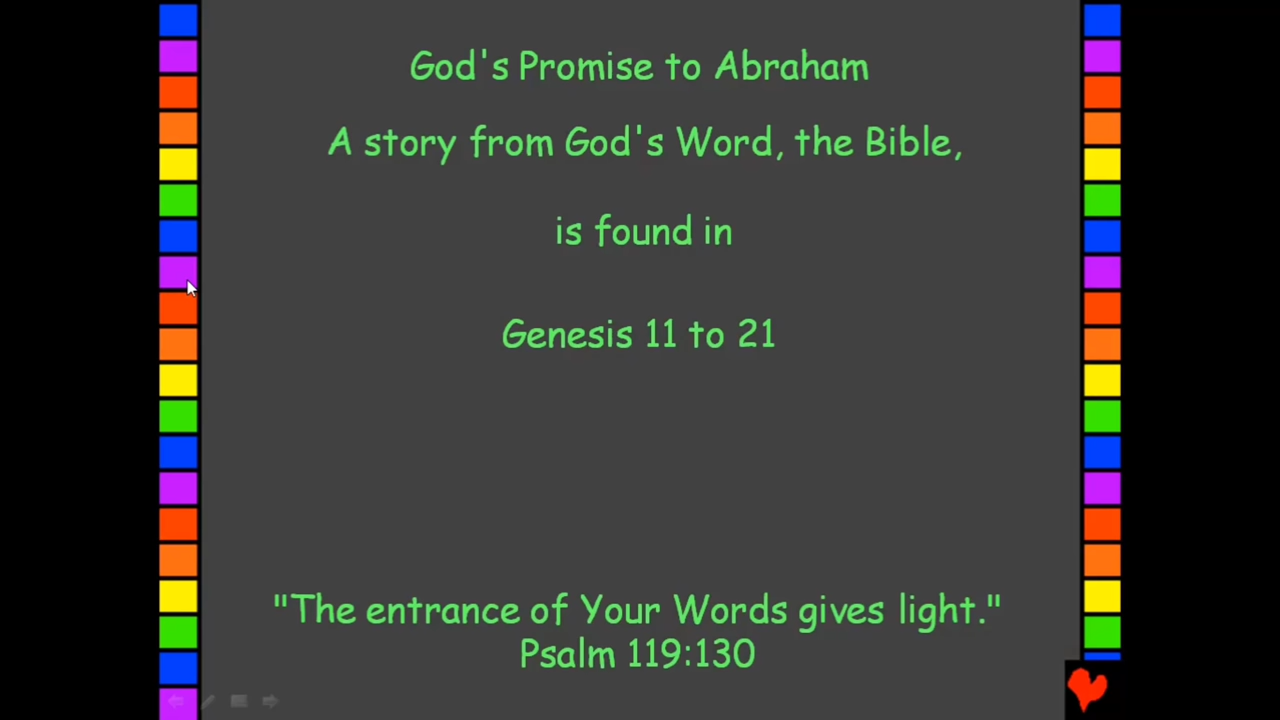 God's Promise to Abraham
A story from God's Word, the Bible,
is found in
Genesis 11 to 21
"The entrance of Your Words gives light."
Psalm 119:130